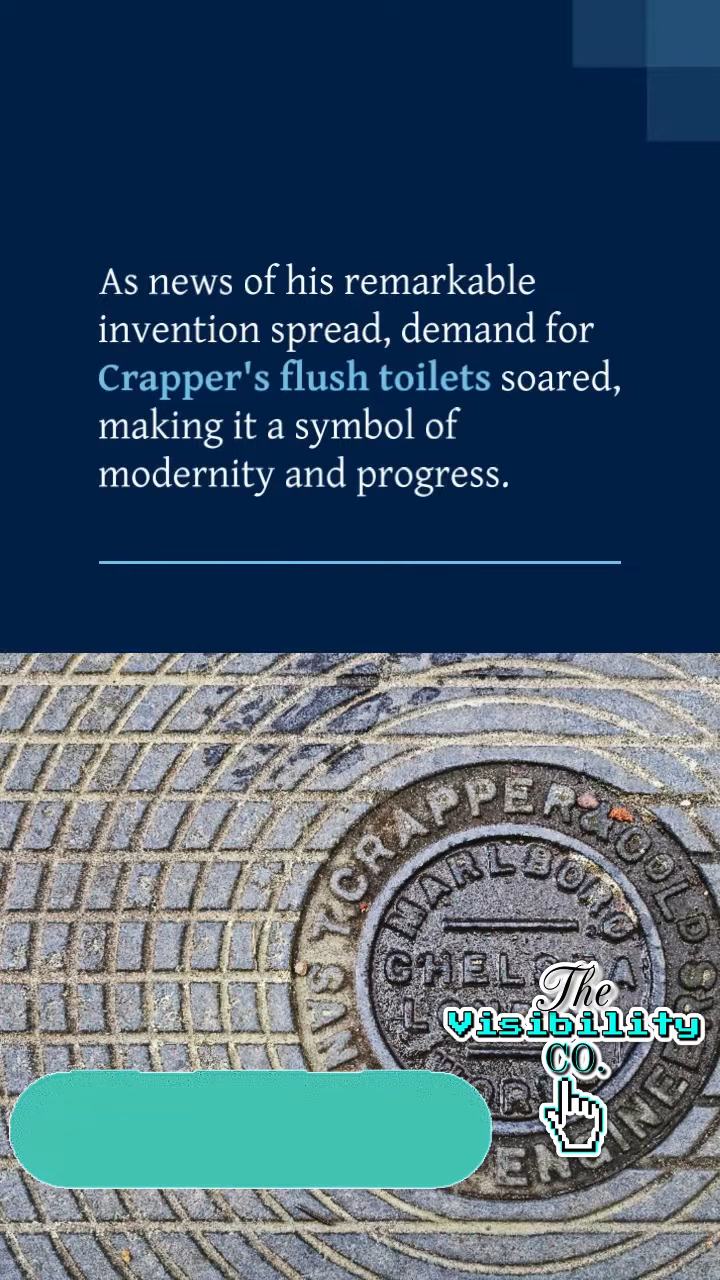 As news of his remarkable
invention spread, demand for
Crapper's flush toilets soared,
making it a symbol of
modernity and progress.
T. CRAPPER
SAN
MARLBORO
CHELSEA
ENGINEERS
The
Visibility
CO.